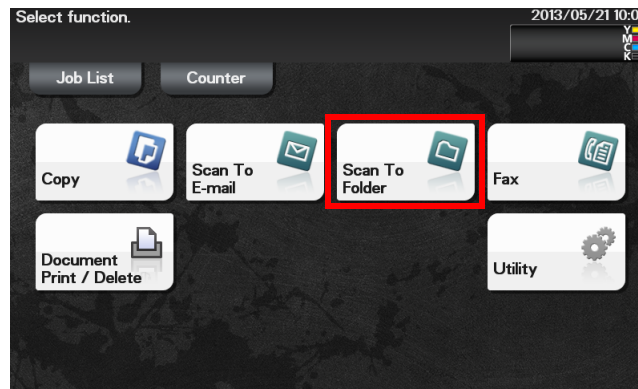 Select function.
2013/05/21 10:0
Y
M
C
K
Job List
Counter
Copy
Scan To
E-mail
Scan To
Folder
Fax
Document
Print / Delete
Utility